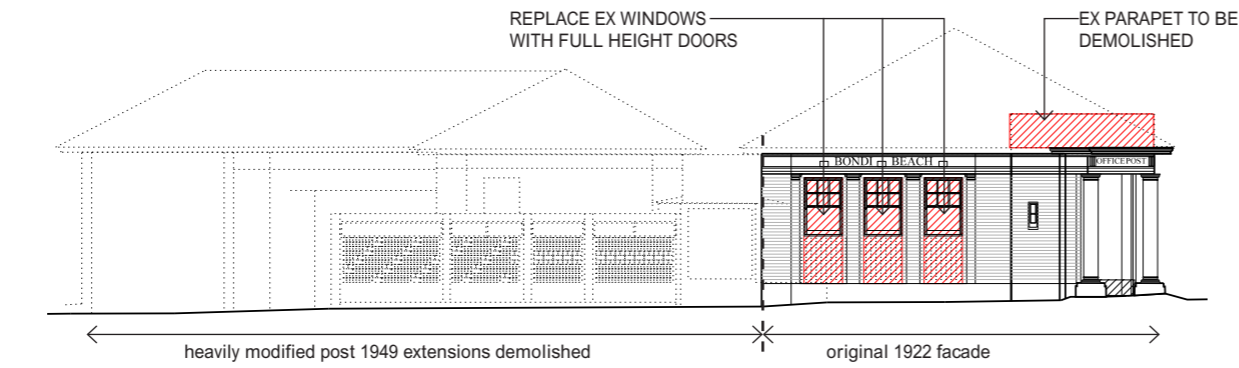 REPLACE EX WINDOWS
WITH FULL HEIGHT DOORS
EX PARAPET TO BE
DEMOLISHED
BONDI BEACH
OFFICE POST
heavily modified post 1949 extensions demolished
original 1922 facade